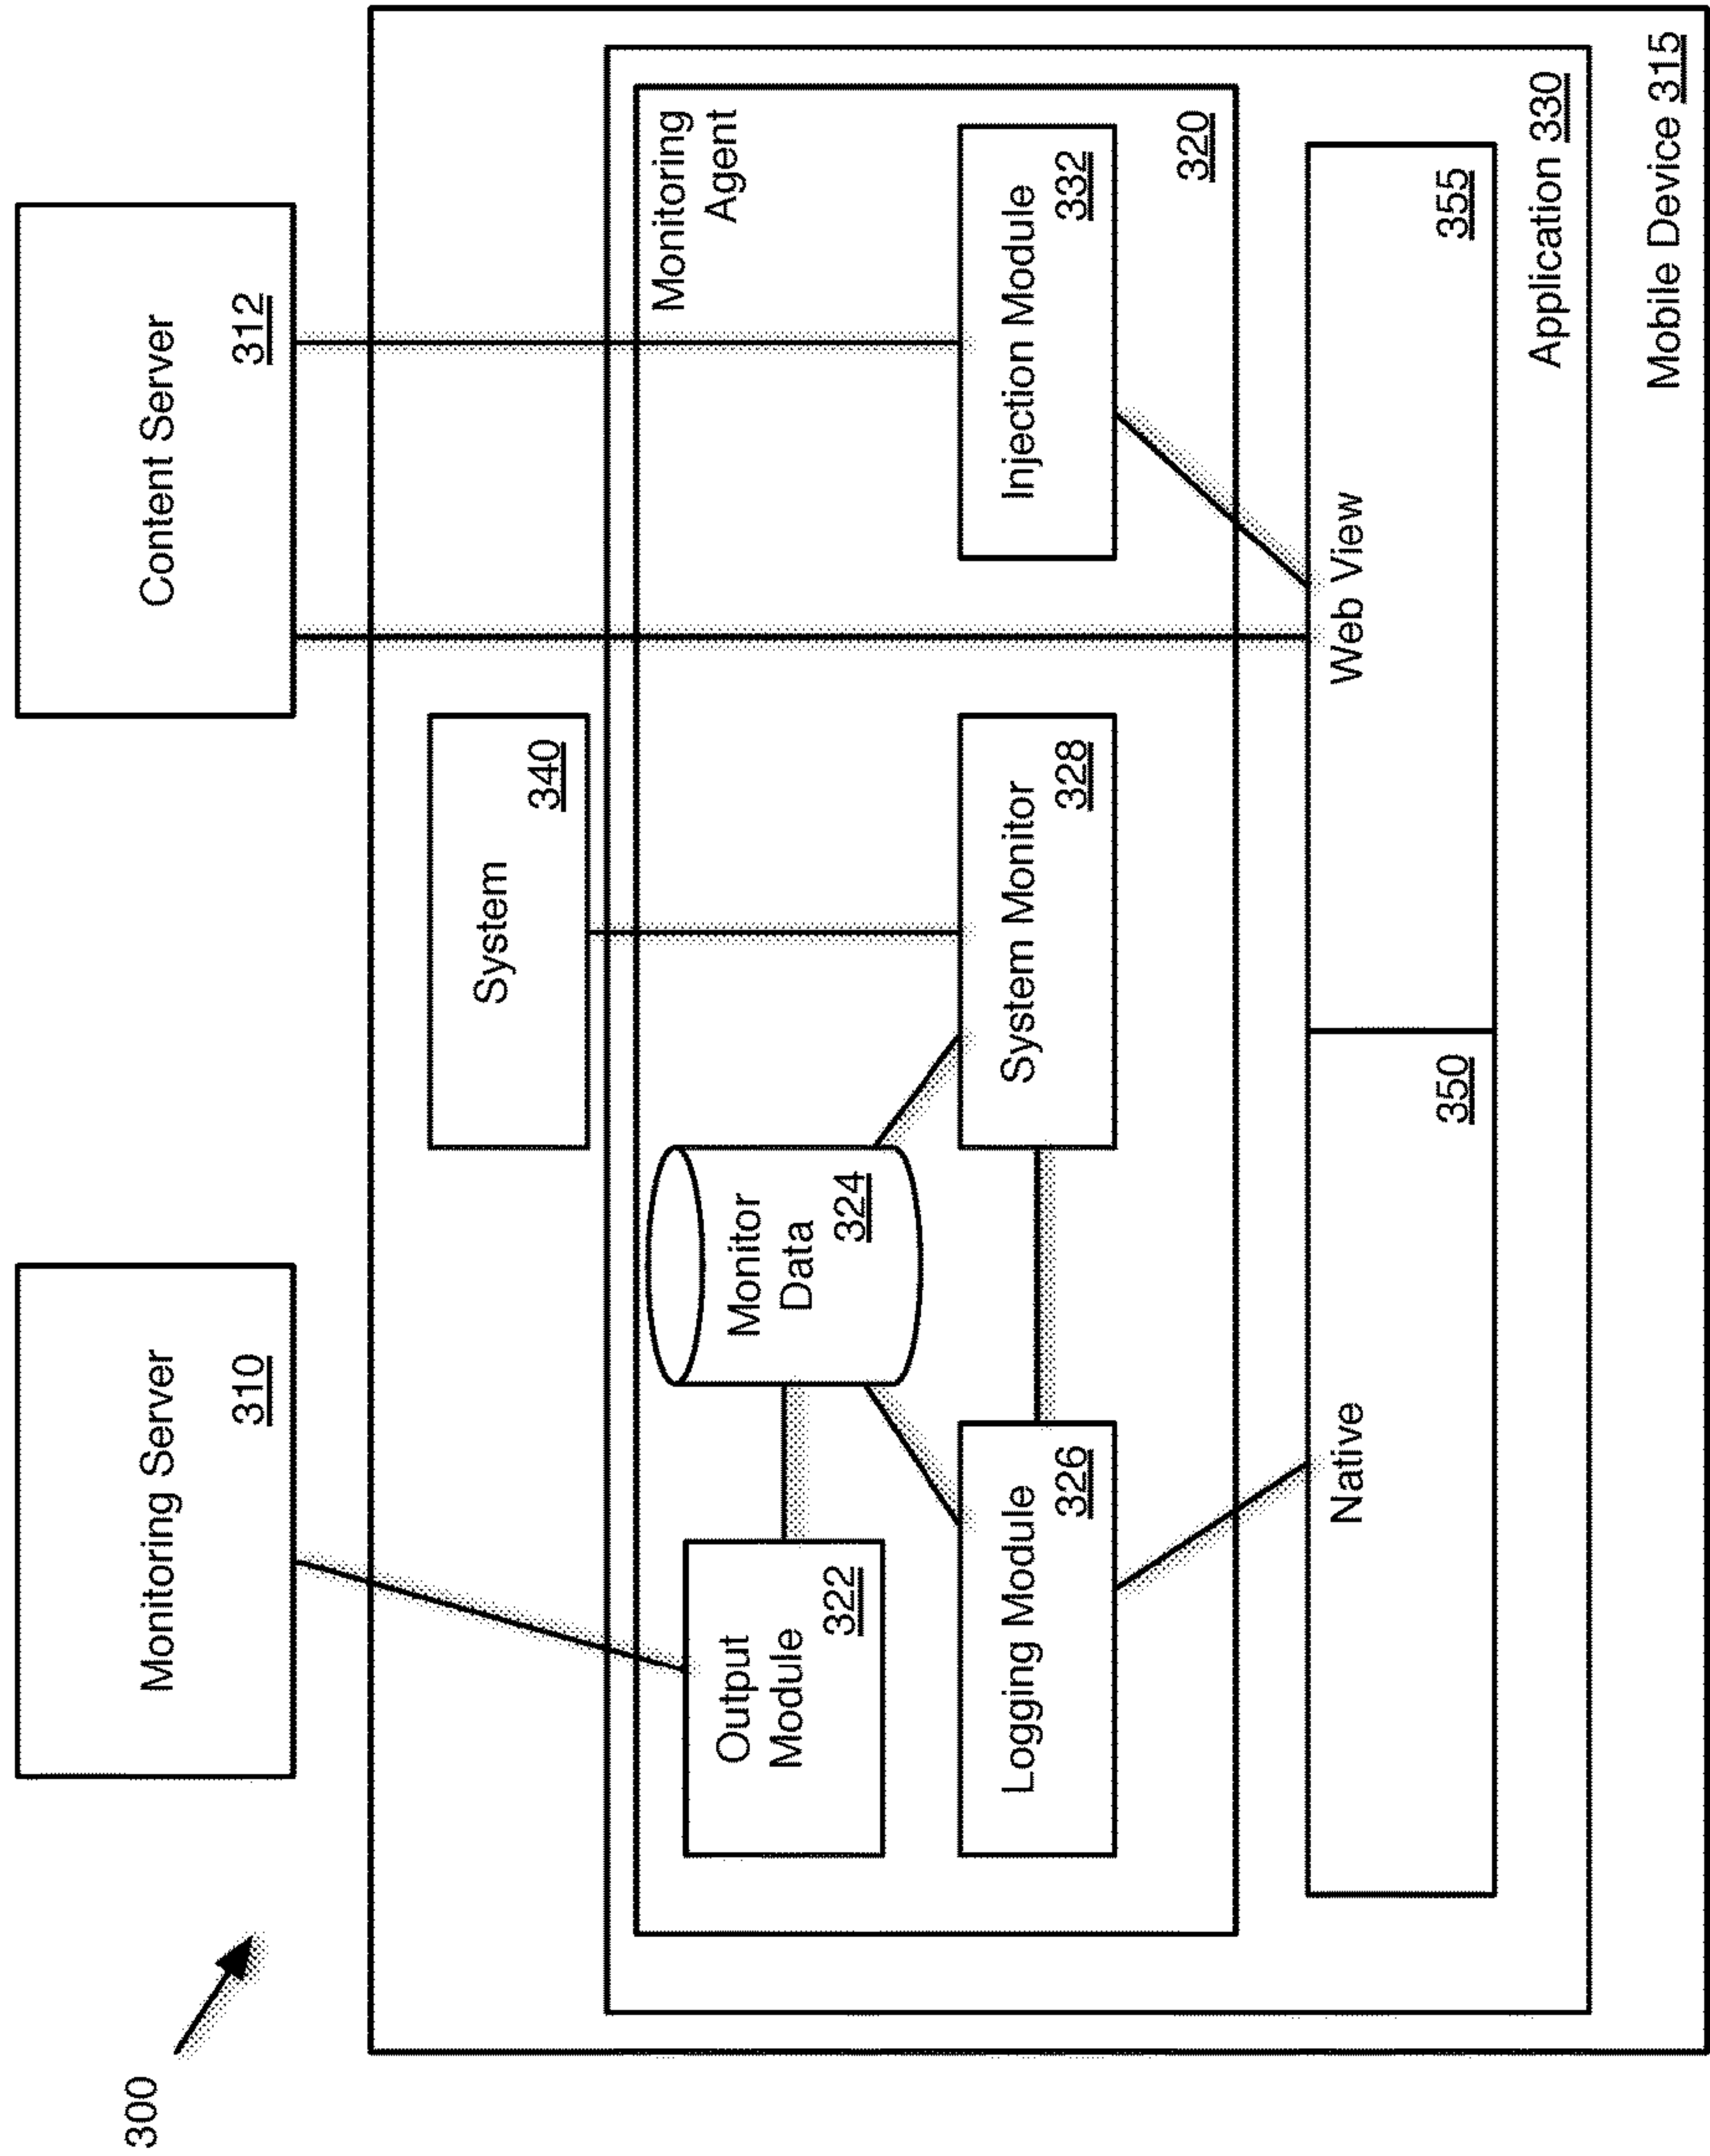 300
Monitoring Server
310
Content Server
312
System
340
Monitoring
Agent
Output
Module
322
Monitor
Data
324
Logging Module
326
System Monitor
328
Injection Module
332
320
Native
350
Web View
355
Application 330
Mobile Device 315